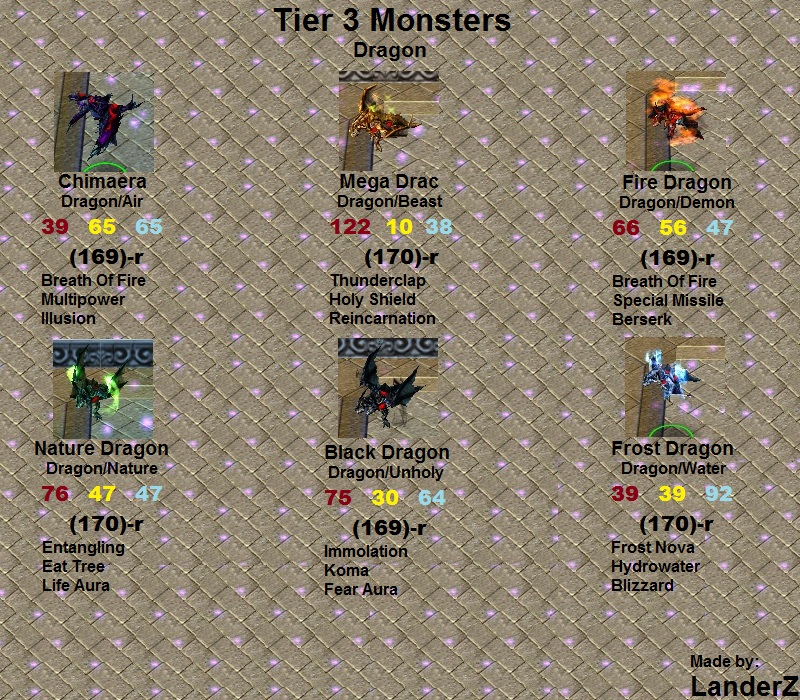 Tier 3 Monsters
Dragon
Chimaera
Dragon/Air
39 65 65
(169)-r
Breath Of Fire
Multipower
Illusion
Mega Drac
Dragon/Beast
122 10 38
(170)-r
Thunderclap
Holy Shield
Reincarnation
Fire Dragon
Dragon/Demon
66 56 47
(169)-r
Breath Of Fire
Special Missile
Berserk
Nature Dragon
Dragon/Nature
76 47 47
(170)-r
Entangling
Eat Tree
Life Aura
Black Dragon
Dragon/Unholy
75 30 64
(169)-r
Immolation
Koma
Fear Aura
Frost Dragon
Dragon/Water
39 39 92
(170)-r
Frost Nova
Hydrowater
Blizzard
Made by:
LanderZ